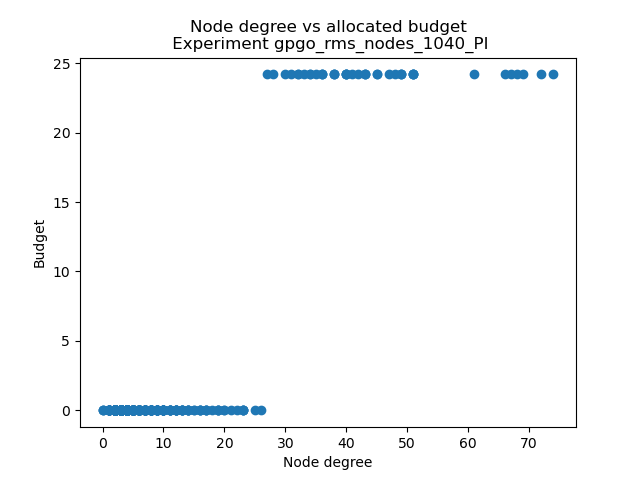 Node degree vs allocated budget
Experiment gpgo_rms_nodes_1040_PI
25
20
15
10
5
0
Budget
0 10 20 30 40 50 60 70
Node degree